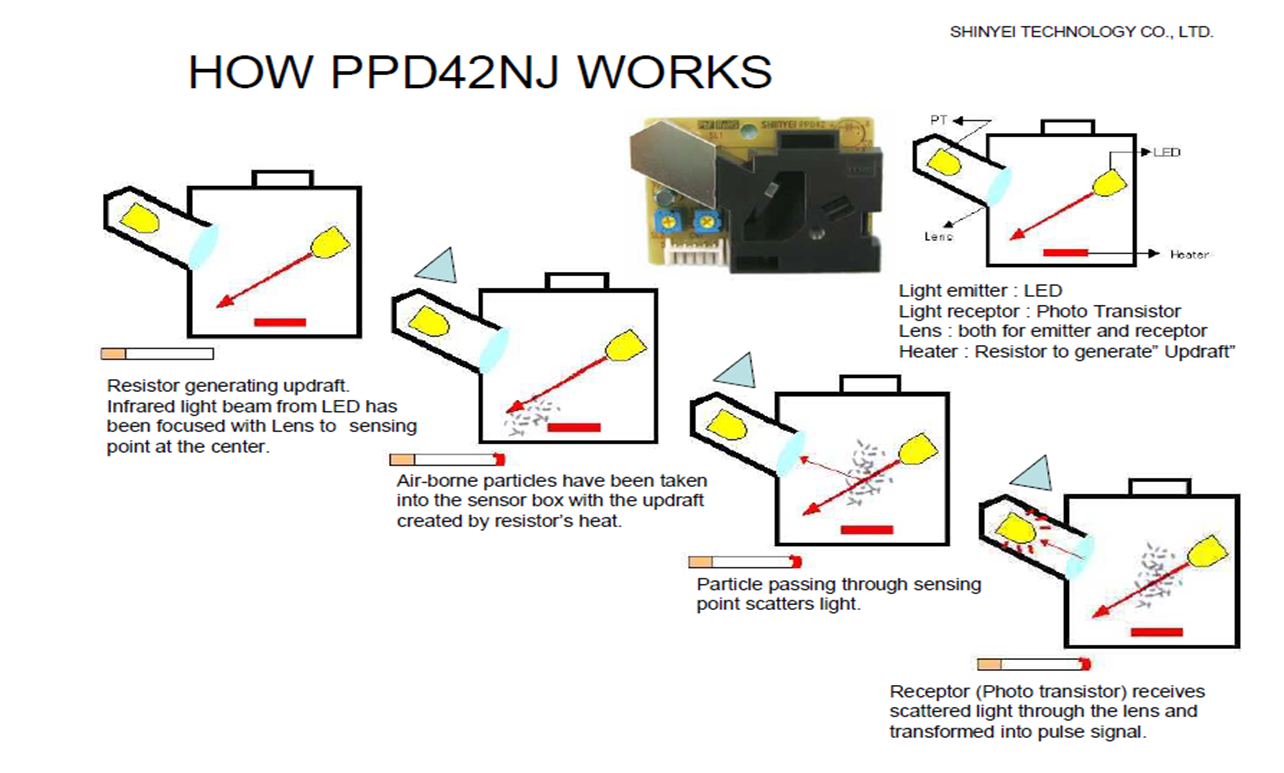 SHINYEI TECHNOLOGY CO., LTD.
HOW PPD42NJ WORKS
SHINYEI PPD42
PT
LED
Lens
Heater
Light emitter : LED
Light receptor : Photo Transistor
Lens : both for emitter and receptor
Heater : Resistor to generate” Updraft”
Resistor generating updraft.
Infrared light beam from LED has
been focused with Lens to sensing
point at the center.
Air-borne particles have been taken
into the sensor box with the updraft
created by resistor’s heat.
Particle passing through sensing
point scatters light.
Receptor (Photo transistor) receives
scattered light through the lens and
transformed into pulse signal.